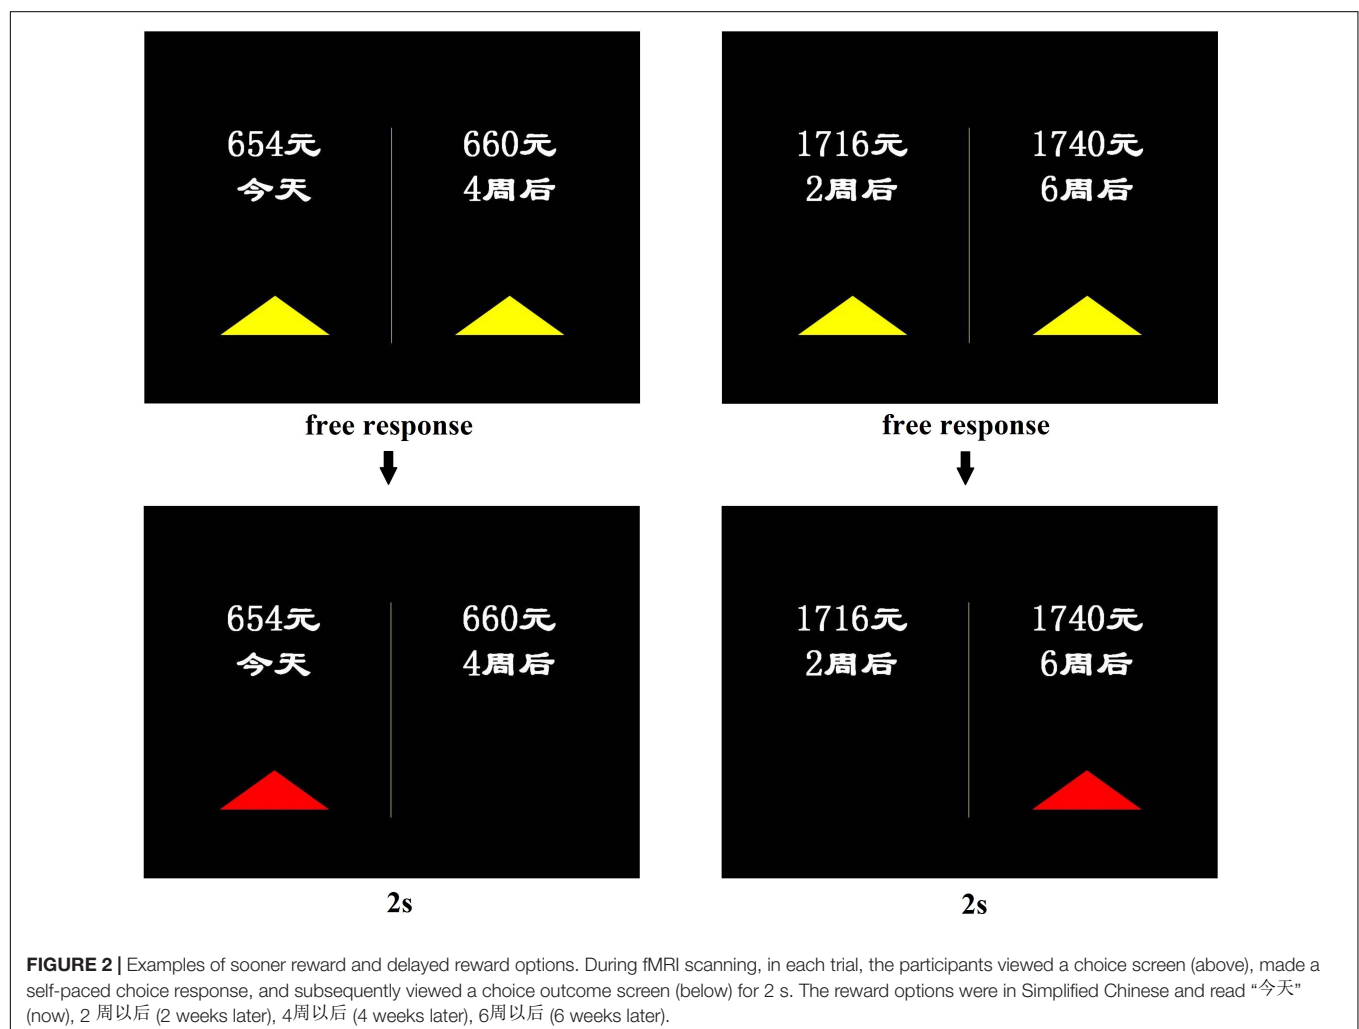 654元 660元
今天 4周后
1716元 1740元
2周后 6周后
free response free response
654元 660元
今天 4周后
1716元 1740元
2周后 6周后
2s 2s
FIGURE 2 | Examples of sooner reward and delayed reward options. During fMRI scanning, in each trial, the participants viewed a choice screen (above), made a
self-paced choice response, and subsequently viewed a choice outcome screen (below) for 2 s. The reward options were in Simplified Chinese and read “今天”
(now), 2 周以后 (2 weeks later), 4周以后 (4 weeks later), 6周以后 (6 weeks later).